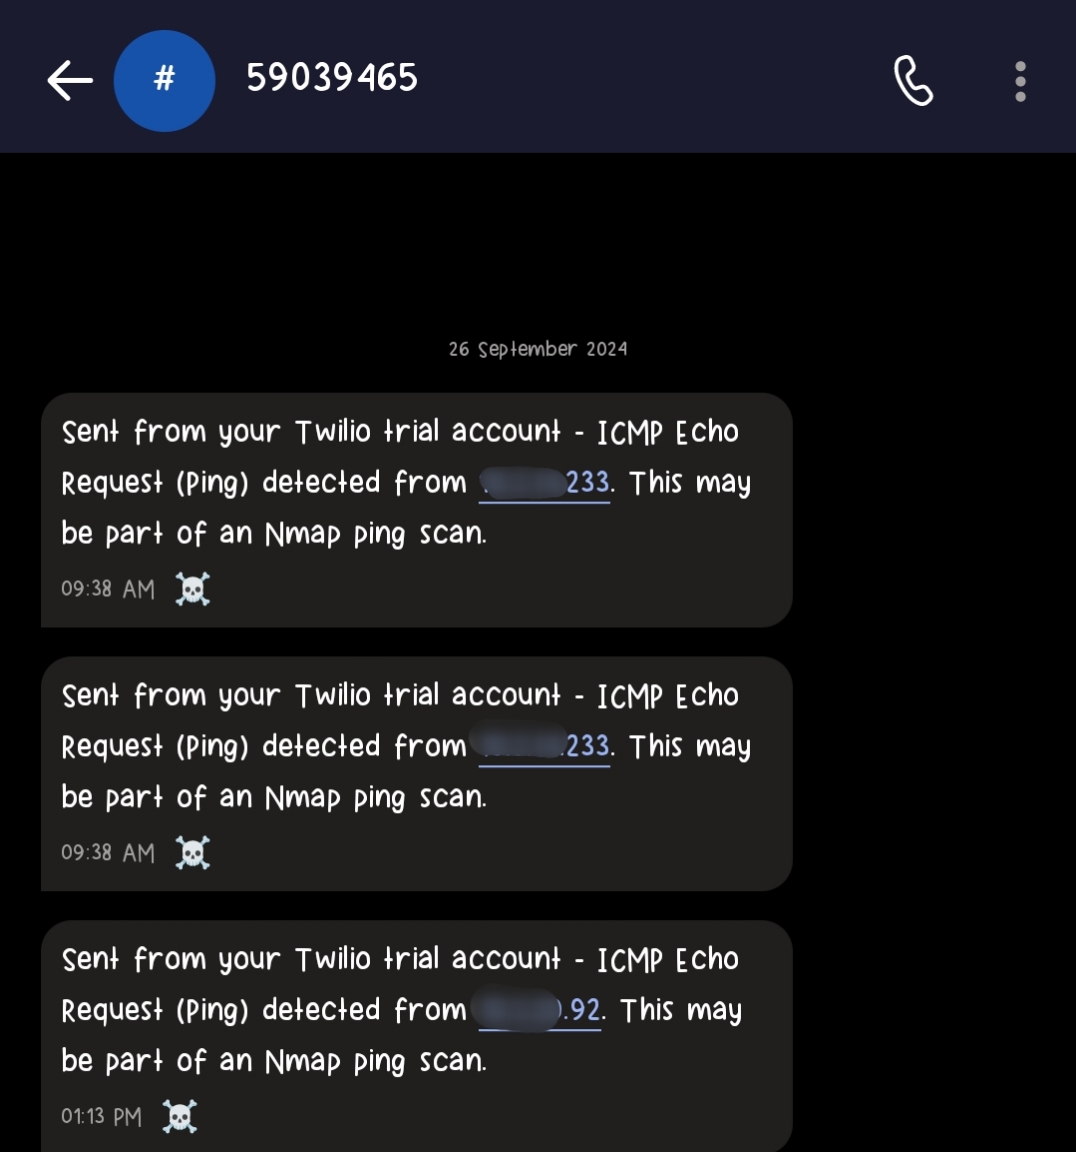 #
59039465
26 September 2024
Sent from your Twilio trial account - ICMP Echo
Request (Ping) detected from 233. This may
be part of an Nmap ping scan.
09:38 AM
Sent from your Twilio trial account - ICMP Echo
Request (Ping) detected from .233. This may
be part of an Nmap ping scan.
09:38 AM
Sent from your Twilio trial account - ICMP Echo
Request (Ping) detected from .92. This may
be part of an Nmap ping scan.
01:13 PM